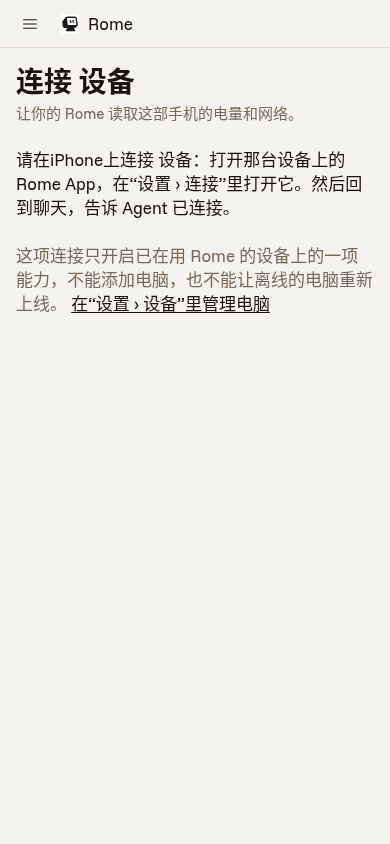 Rome
连接 设备
让你的 Rome 读取这部手机的电量和网络。
请在iPhone上连接 设备：打开那台设备上的
Rome App，在“设置 › 连接”里打开它。然后回
到聊天，告诉 Agent 已连接。
这项连接只开启已在用 Rome 的设备上的一项
能力，不能添加电脑，也不能让离线的电脑重新
上线。 在“设置 › 设备”里管理电脑